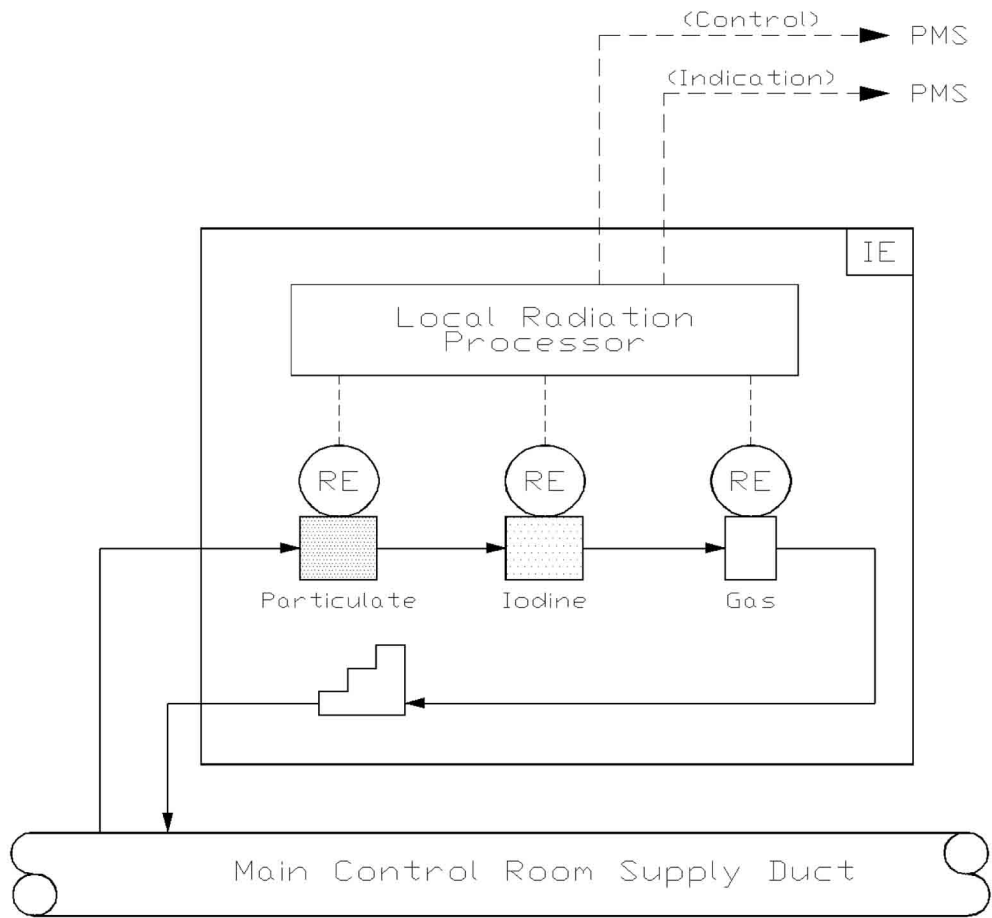 (Control)
PMS
(Indication)
PMS
IE
Local Radiation
Processor
RE
RE
RE
Particulate
Iodine
Gas
Main Control Room Supply Duct